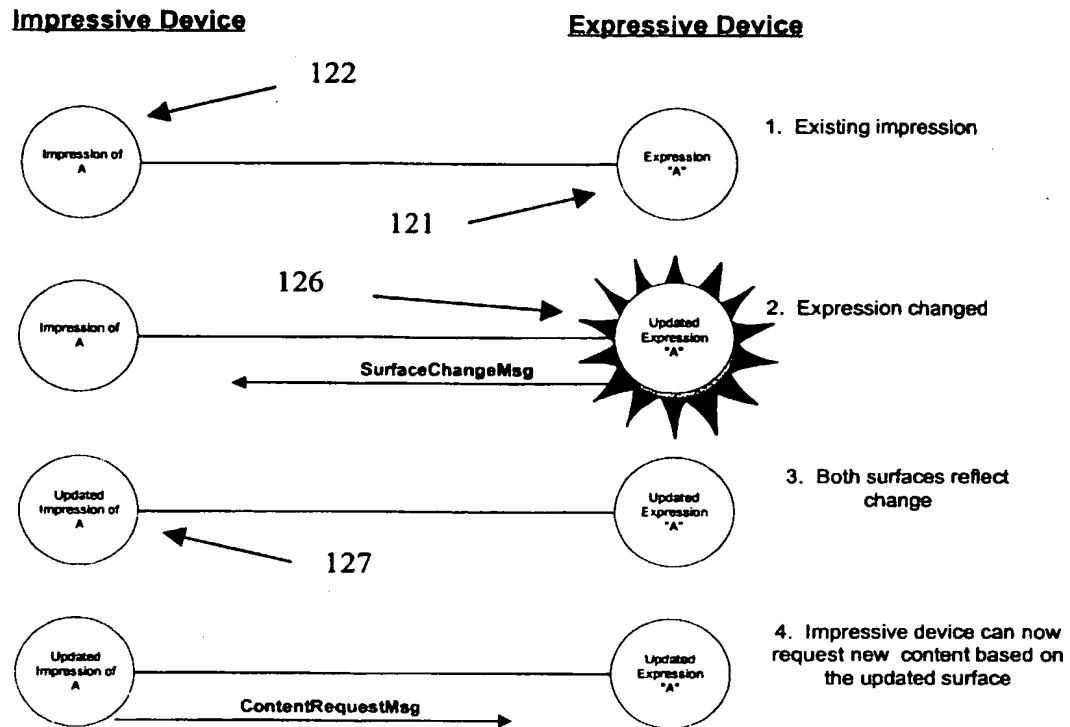 Impressive Device
Expressive Device
122
Impression of
A
Expression
"A"
1. Existing impression
121
126
Impression of
A
Updated
Expression
"A"
2. Expression changed
SurfaceChangeMsg
Updated
Impression of
A
Updated
Expression
"A"
3. Both surfaces reflect
change
127
Updated
Impression of
A
Updated
Expression
"A"
4. Impressive device can now
request new content based on
the updated surface
ContentRequestMsg